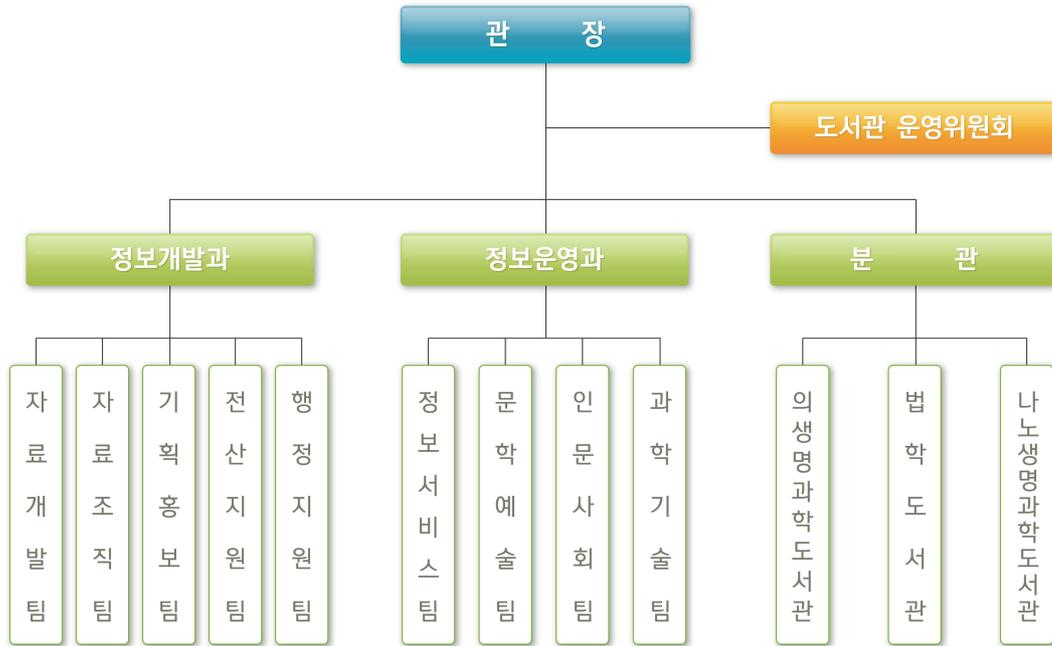 관 장
도서관 운영위원회
정보개발과
정보운영과
분 관
자료개발팀
자료조직팀
기획홍보팀
전산지원팀
행정지원팀
정보서비스팀
문학예술팀
인문사회팀
과학기술팀
의생명과학도서관
법학도서관
나노생명과학도서관